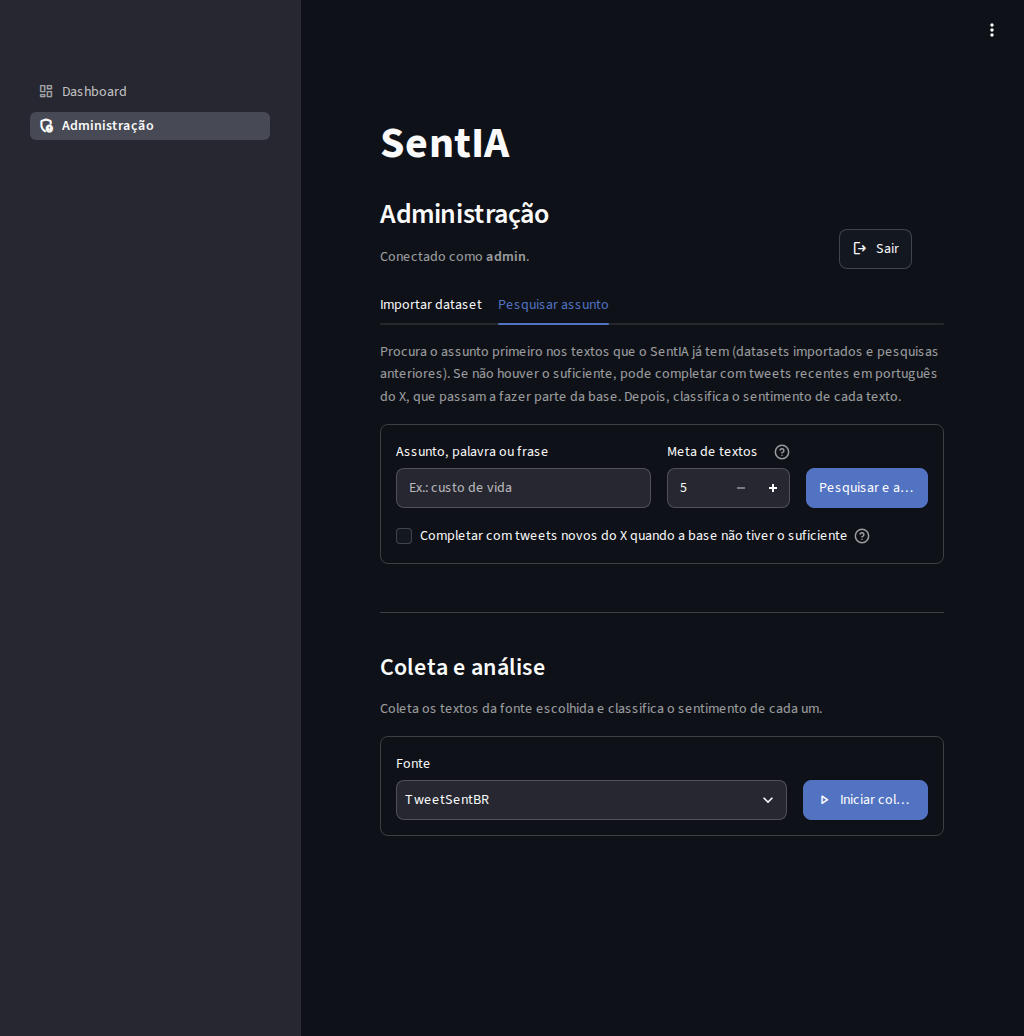 Dashboard
Administração
SentIA
Administração
Conectado como admin.
Sair
Importar dataset
Pesquisar assunto
Procura o assunto primeiro nos textos que o SentIA já tem (datasets importados e pesquisas
anteriores). Se não houver o suficiente, pode completar com tweets recentes em português
do X, que passam a fazer parte da base. Depois, classifica o sentimento de cada texto.
Assunto, palavra ou frase
Meta de textos
Ex.: custo de vida
5
Pesquisar e a...
Completar com tweets novos do X quando a base não tiver o suficiente
Coleta e análise
Coleta os textos da fonte escolhida e classifica o sentimento de cada um.
Fonte
TweetSentBR
Iniciar col...